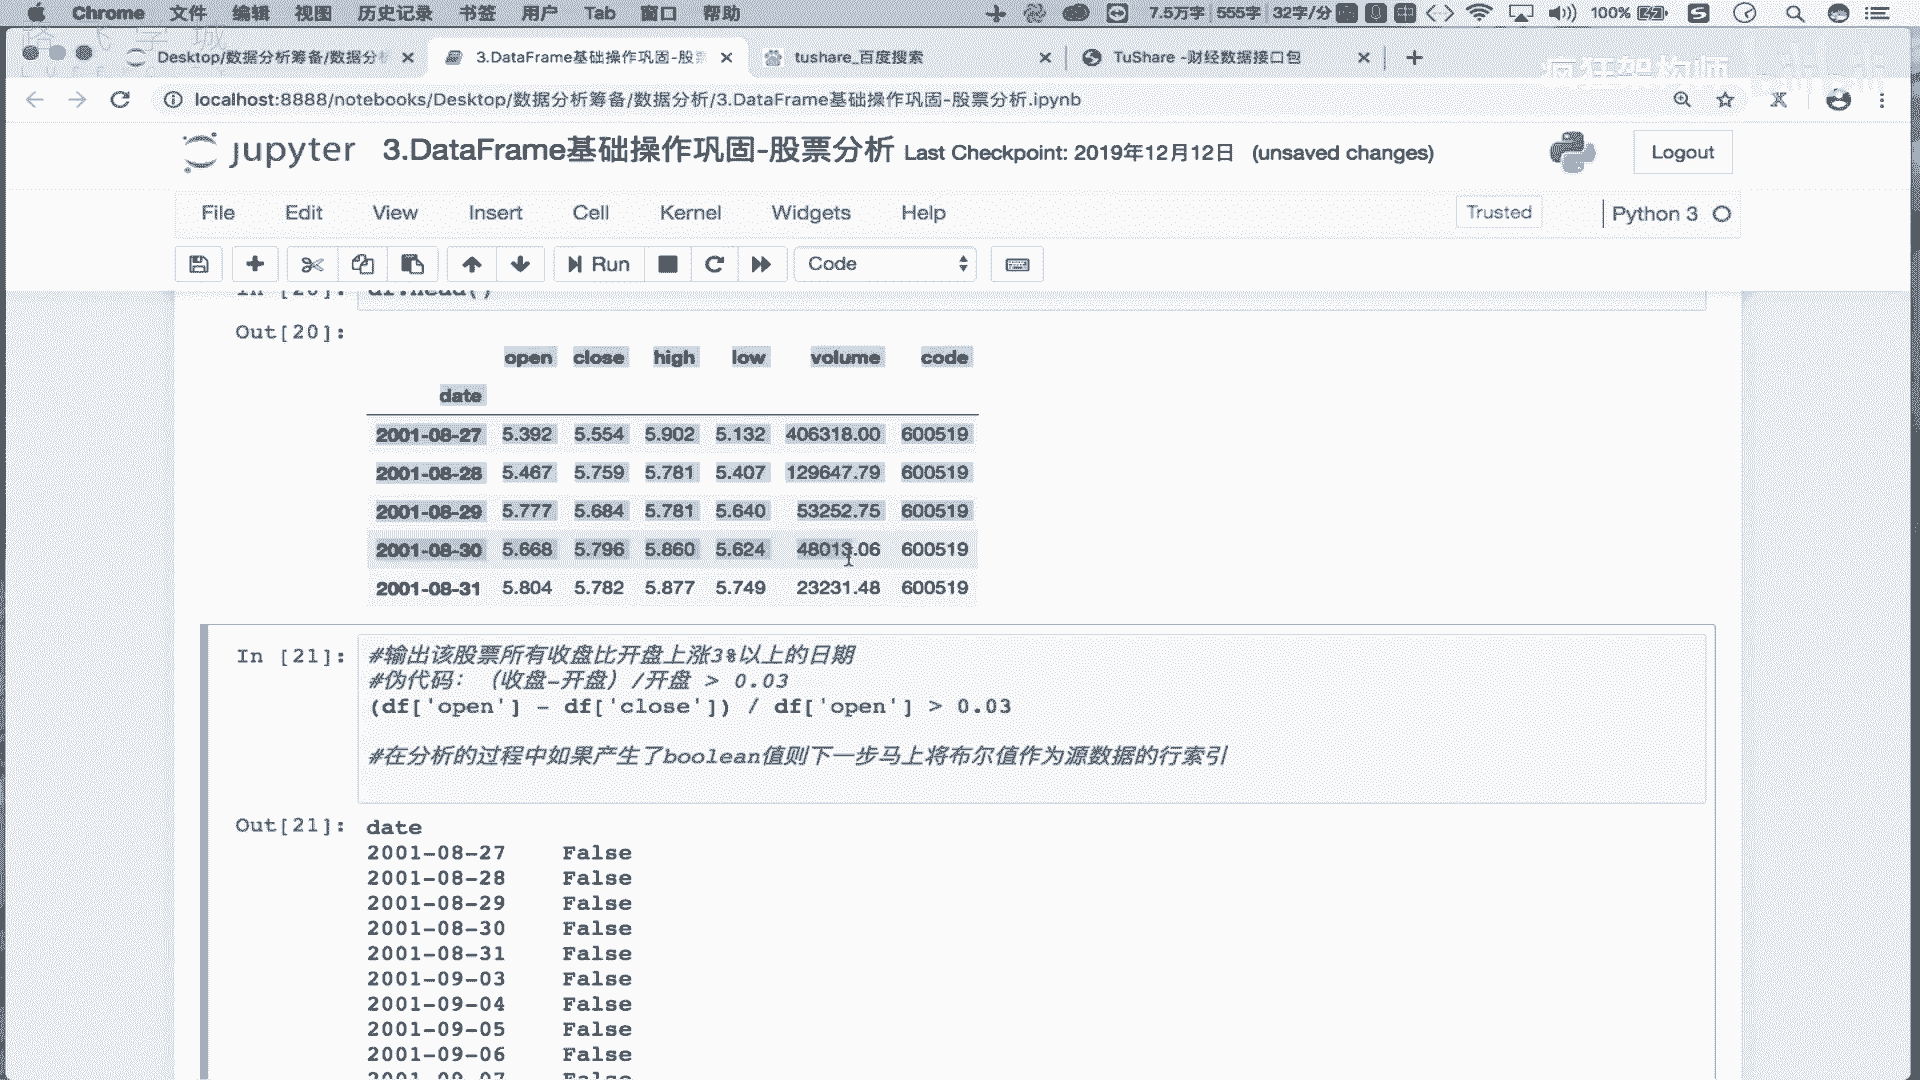 Chrome 文件 编辑 视图 历史记录 书签 用户 Tab 窗口 帮助 7.5万字 555字 32字/分 100%
Desktop/数据分析筹备/数据分析
3.DataFrame基础操作巩固-股票
tushare_百度搜索
TuShare -财经数据接口包
疯狂架构师
localhost:8888/notebooks/Desktop/数据分析筹备/数据分析/3.DataFrame基础操作巩固-股票分析.ipynb
jupyter 3.DataFrame基础操作巩固-股票分析 Last Checkpoint: 2019年12月12日 (unsaved changes)
Logout
File Edit View Insert Cell Kernel Widgets Help
Trusted Python 3
Run Code
In [20]: df.head()
Out[20]:
open close high low volume code
date
2001-08-27 5.392 5.554 5.902 5.132 406318.00 600519
2001-08-28 5.467 5.759 5.781 5.407 129647.79 600519
2001-08-29 5.777 5.684 5.781 5.640 53252.75 600519
2001-08-30 5.668 5.796 5.860 5.624 48013.06 600519
2001-08-31 5.804 5.782 5.877 5.749 23231.48 600519
In [21]: #输出该股票所有收盘比开盘上涨3%以上的日期
#伪代码：（收盘-开盘）/开盘 > 0.03
(df['open'] - df['close']) / df['open'] > 0.03
#在分析的过程中如果产生了boolean值则下一步马上将布尔值作为源数据的行索引
Out[21]: date
2001-08-27 False
2001-08-28 False
2001-08-29 False
2001-08-30 False
2001-08-31 False
2001-09-03 False
2001-09-04 False
2001-09-05 False
2001-09-06 False
2001-09-07 False